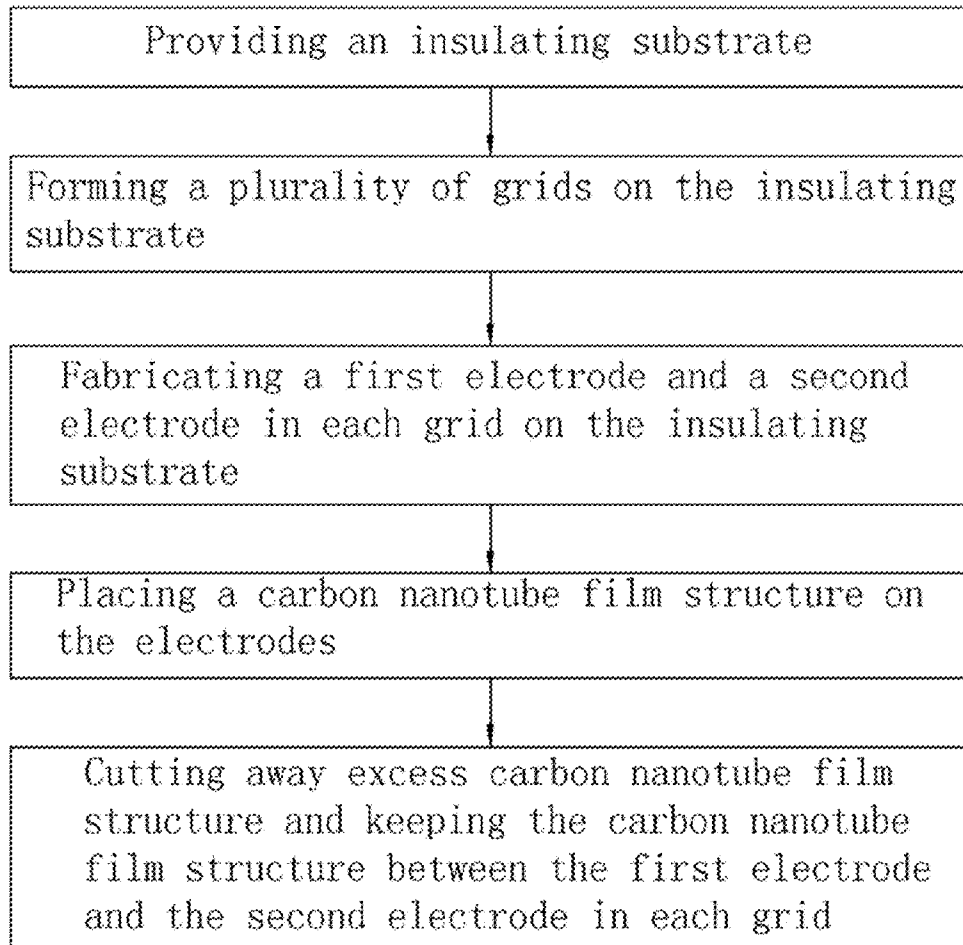 Providing an insulating substrate
Forming a plurality of grids on the insulating
substrate
Fabricating a first electrode and a second
electrode in each grid on the insulating
substrate
Placing a carbon nanotube film structure on
the electrodes
Cutting away excess carbon nanotube film
structure and keeping the carbon nanotube
film structure between the first electrode
and the second electrode in each grid